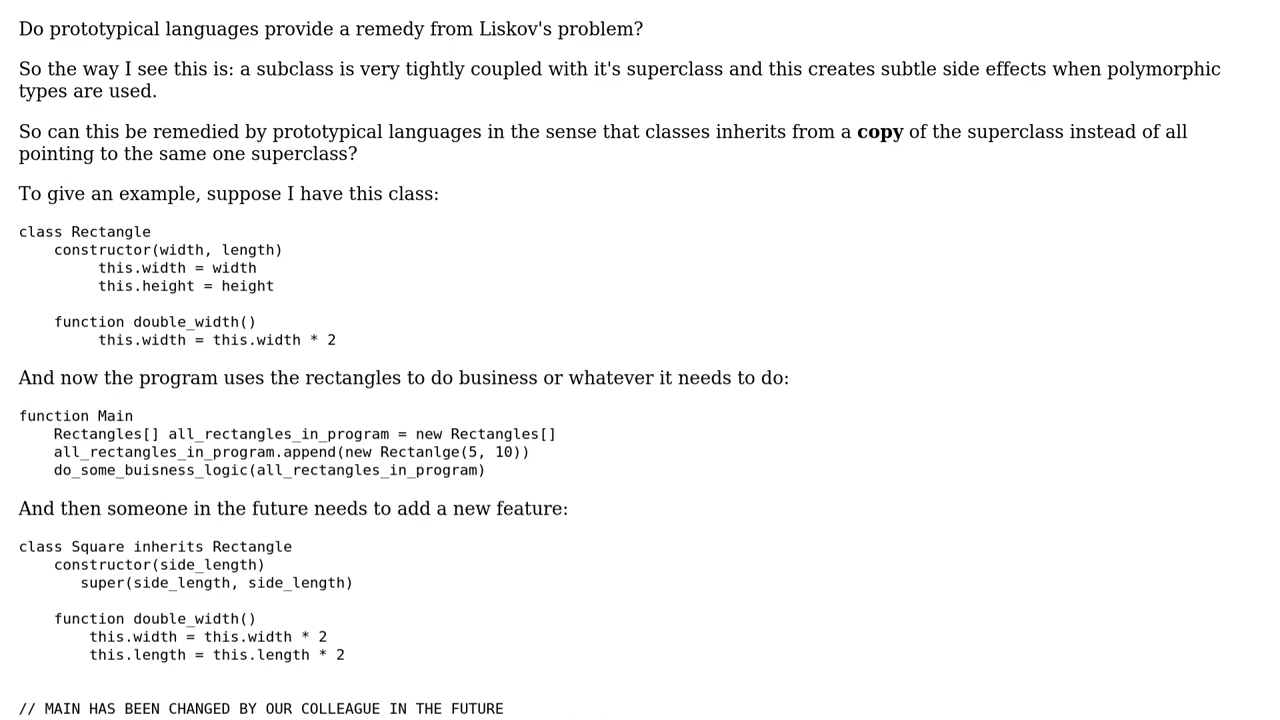 Do prototypical languages provide a remedy from Liskov's problem?
So the way I see this is: a subclass is very tightly coupled with it's superclass and this creates subtle side effects when polymorphic
types are used.
So can this be remedied by prototypical languages in the sense that classes inherits from a copy of the superclass instead of all
pointing to the same one superclass?
To give an example, suppose I have this class:
class Rectangle
    constructor(width, length)
         this.width = width
         this.height = height

    function double_width()
         this.width = this.width * 2
And now the program uses the rectangles to do business or whatever it needs to do:
function Main
    Rectangles[] all_rectangles_in_program = new Rectangles[]
    all_rectangles_in_program.append(new Rectanlge(5, 10))
    do_some_buisness_logic(all_rectangles_in_program)
And then someone in the future needs to add a new feature:
class Square inherits Rectangle
    constructor(side_length)
       super(side_length, side_length)

    function double_width()
        this.width = this.width * 2
        this.length = this.length * 2

// MAIN HAS BEEN CHANGED BY OUR COLLEAGUE IN THE FUTURE